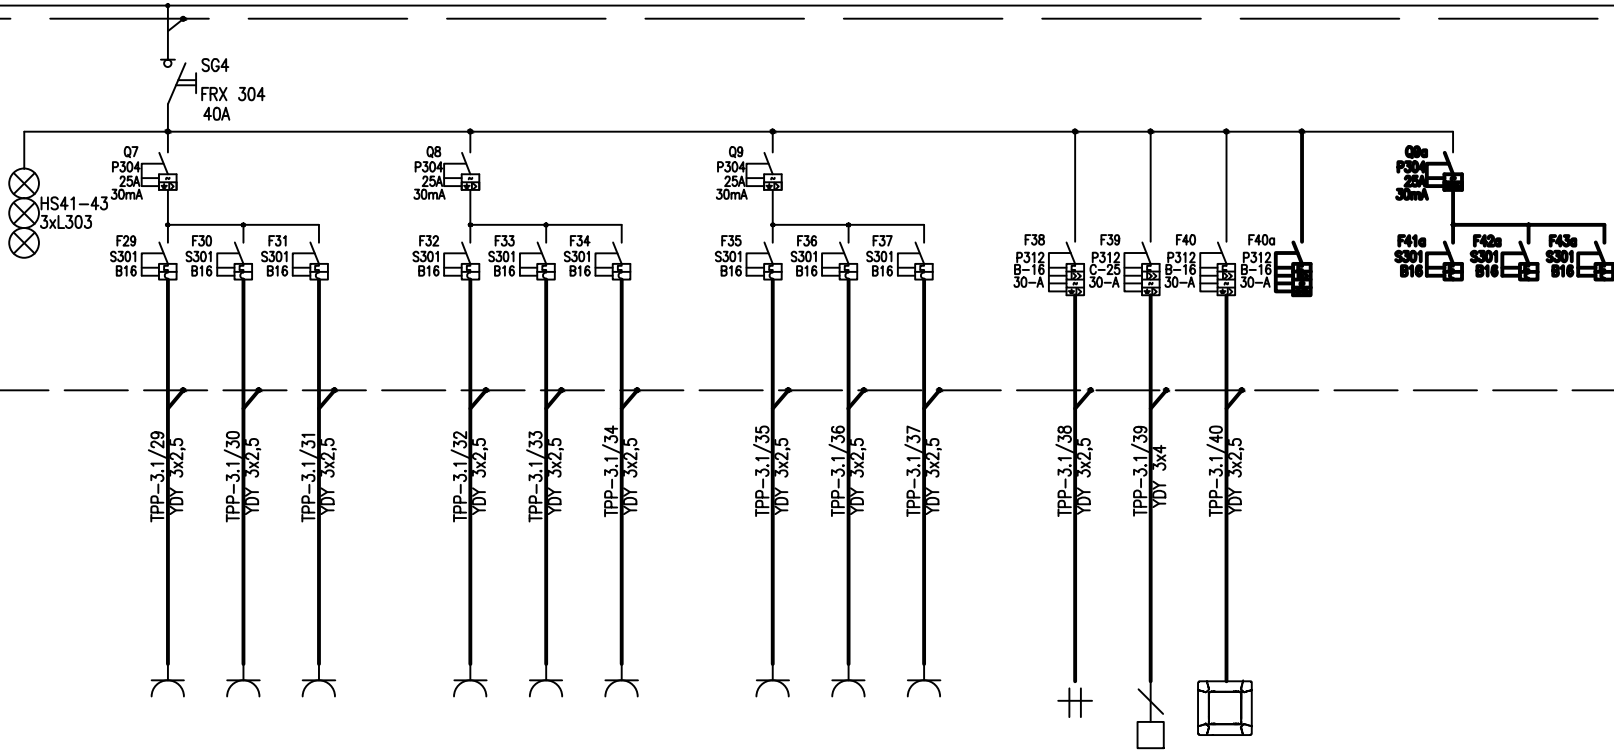 SG4
FRX 304
40A
HS41-43
3xL303
Q7
P304
25A
30mA
Q8
P304
25A
30mA
Q9
P304
25A
30mA
Q9a
P304
25A
30mA
F29
S301
B16
F30
S301
B16
F31
S301
B16
F32
S301
B16
F33
S301
B16
F34
S301
B16
F35
S301
B16
F36
S301
B16
F37
S301
B16
F38
P312
B-16
30-A
F39
P312
C-25
30-A
F40
P312
B-16
30-A
F40a
P312
B-16
30-A
F41a
S301
B16
F42a
S301
B16
F43a
S301
B16
TPP-3.1/29
YDY 3x2,5
TPP-3.1/30
YDY 3x2,5
TPP-3.1/31
YDY 3x2,5
TPP-3.1/32
YDY 3x2,5
TPP-3.1/33
YDY 3x2,5
TPP-3.1/34
YDY 3x2,5
TPP-3.1/35
YDY 3x2,5
TPP-3.1/36
YDY 3x2,5
TPP-3.1/37
YDY 3x2,5
TPP-3.1/38
YDY 3x2,5
TPP-3.1/39
YDY 3x4
TPP-3.1/40
YDY 3x2,5